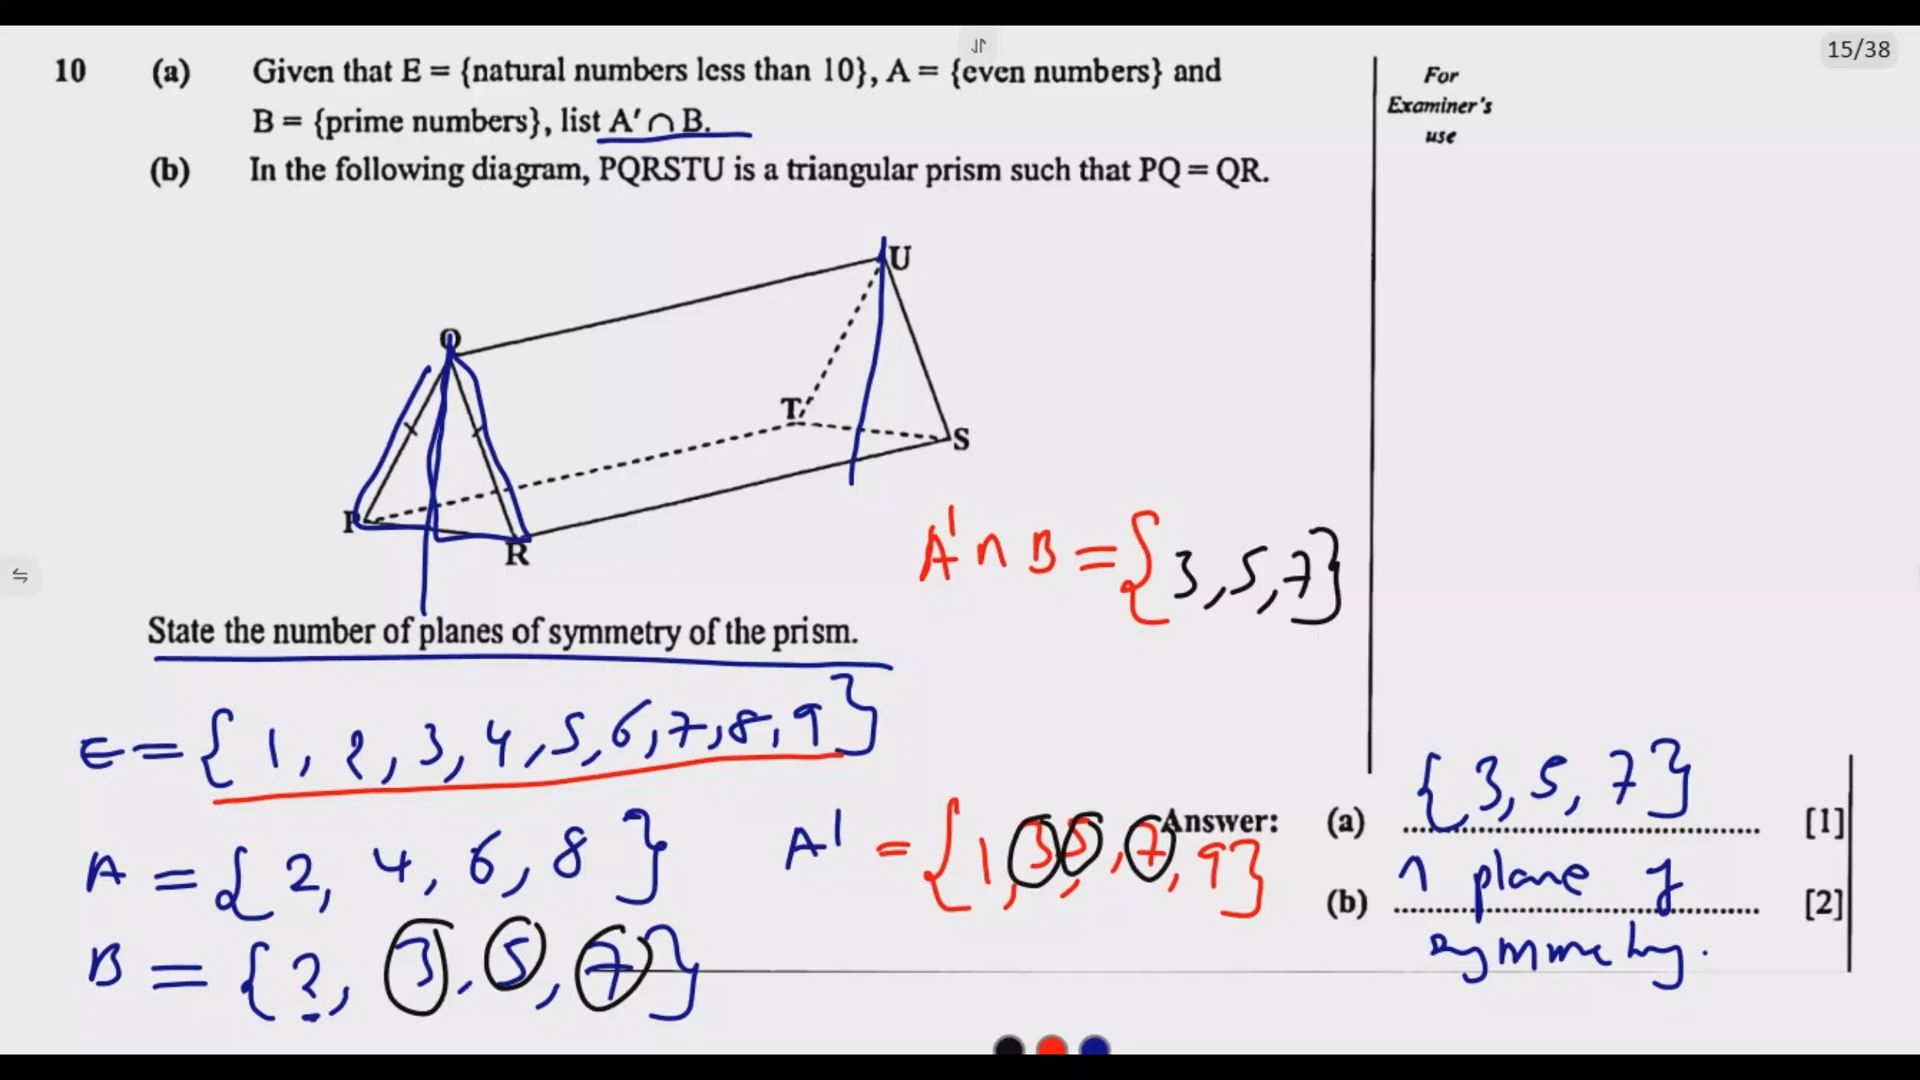 15/38
10 (a) Given that E = {natural numbers less than 10}, A = {even numbers} and
B = {prime numbers}, list A′ ∩ B.
(b) In the following diagram, PQRSTU is a triangular prism such that PQ = QR.
For
Examiner's
use
U
Q
T
S
P
R
A' ∩ B = {3, 5, 7}
State the number of planes of symmetry of the prism.
E = {1, 2, 3, 4, 5, 6, 7, 8, 9}
A = {2, 4, 6, 8}
A' = {1, 3, 5, 7, 9}
B = {2, 3, 5, 7}
Answer: (a) {3, 5, 7} [1]
(b) 1 plane of [2]
symmetry.